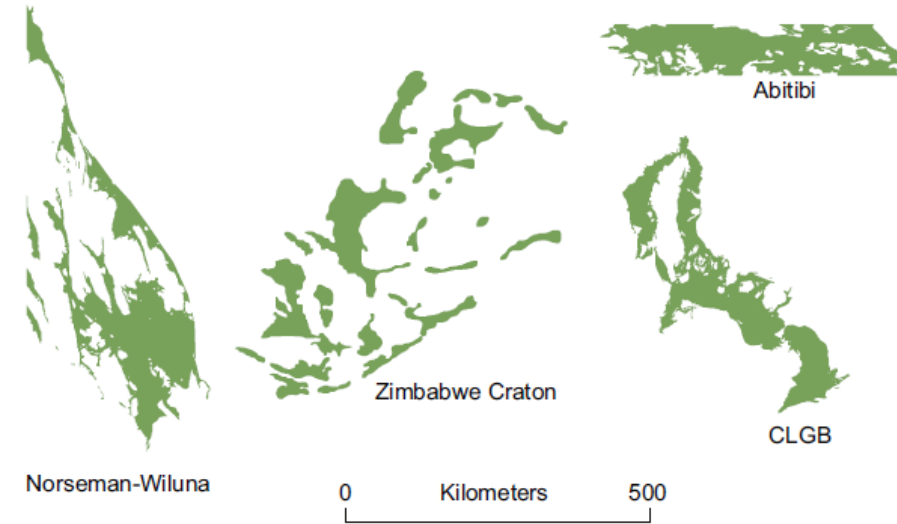 Abitibi
Zimbabwe Craton
CLGB
Norseman-Wiluna
0 Kilometers 500